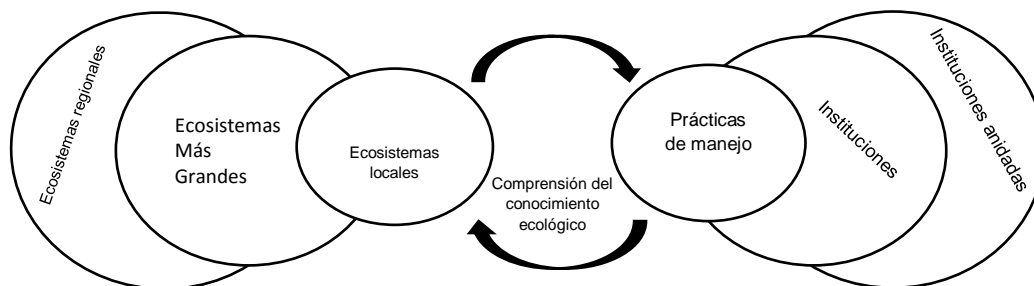 Ecosistemas regionales
Ecosistemas
Más
Grandes
Ecosistemas
locales
Comprensión del
conocimiento
ecológico
Prácticas
de manejo
Instituciones
Instituciones anidadas